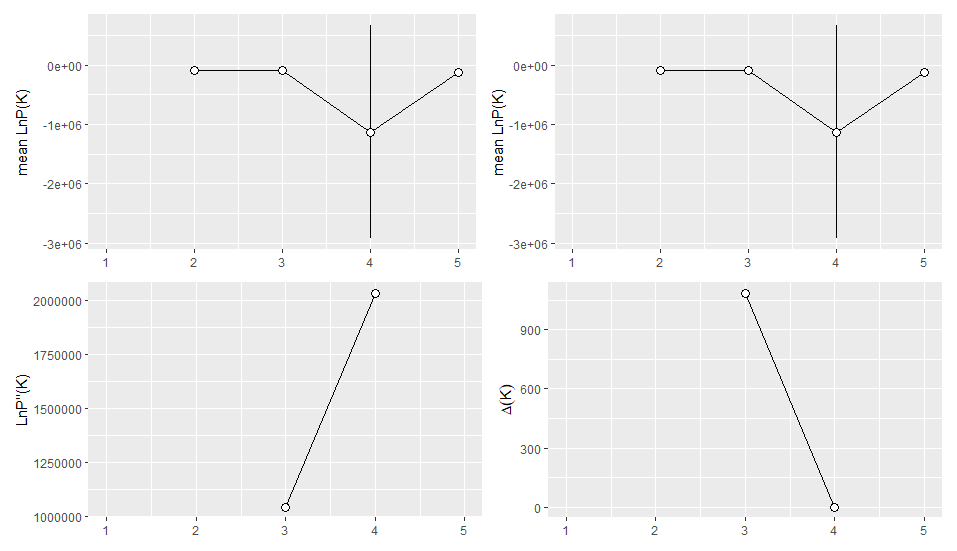 mean LnP(K)
0e+00
-1e+06
-2e+06
-3e+06
1 2 3 4 5
mean LnP(K)
0e+00
-1e+06
-2e+06
-3e+06
1 2 3 4 5
LnP"(K)
2000000
1750000
1500000
1250000
1000000
1 2 3 4 5
Δ(K)
900
600
300
0
1 2 3 4 5